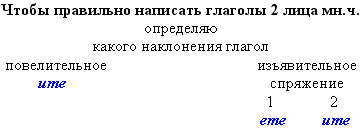 Чтобы правильно написать глаголы 2 лица мн.ч.
определяю
какого наклонения глагол
повелительное изъявительное
ите спряжение
1 2
ете ите